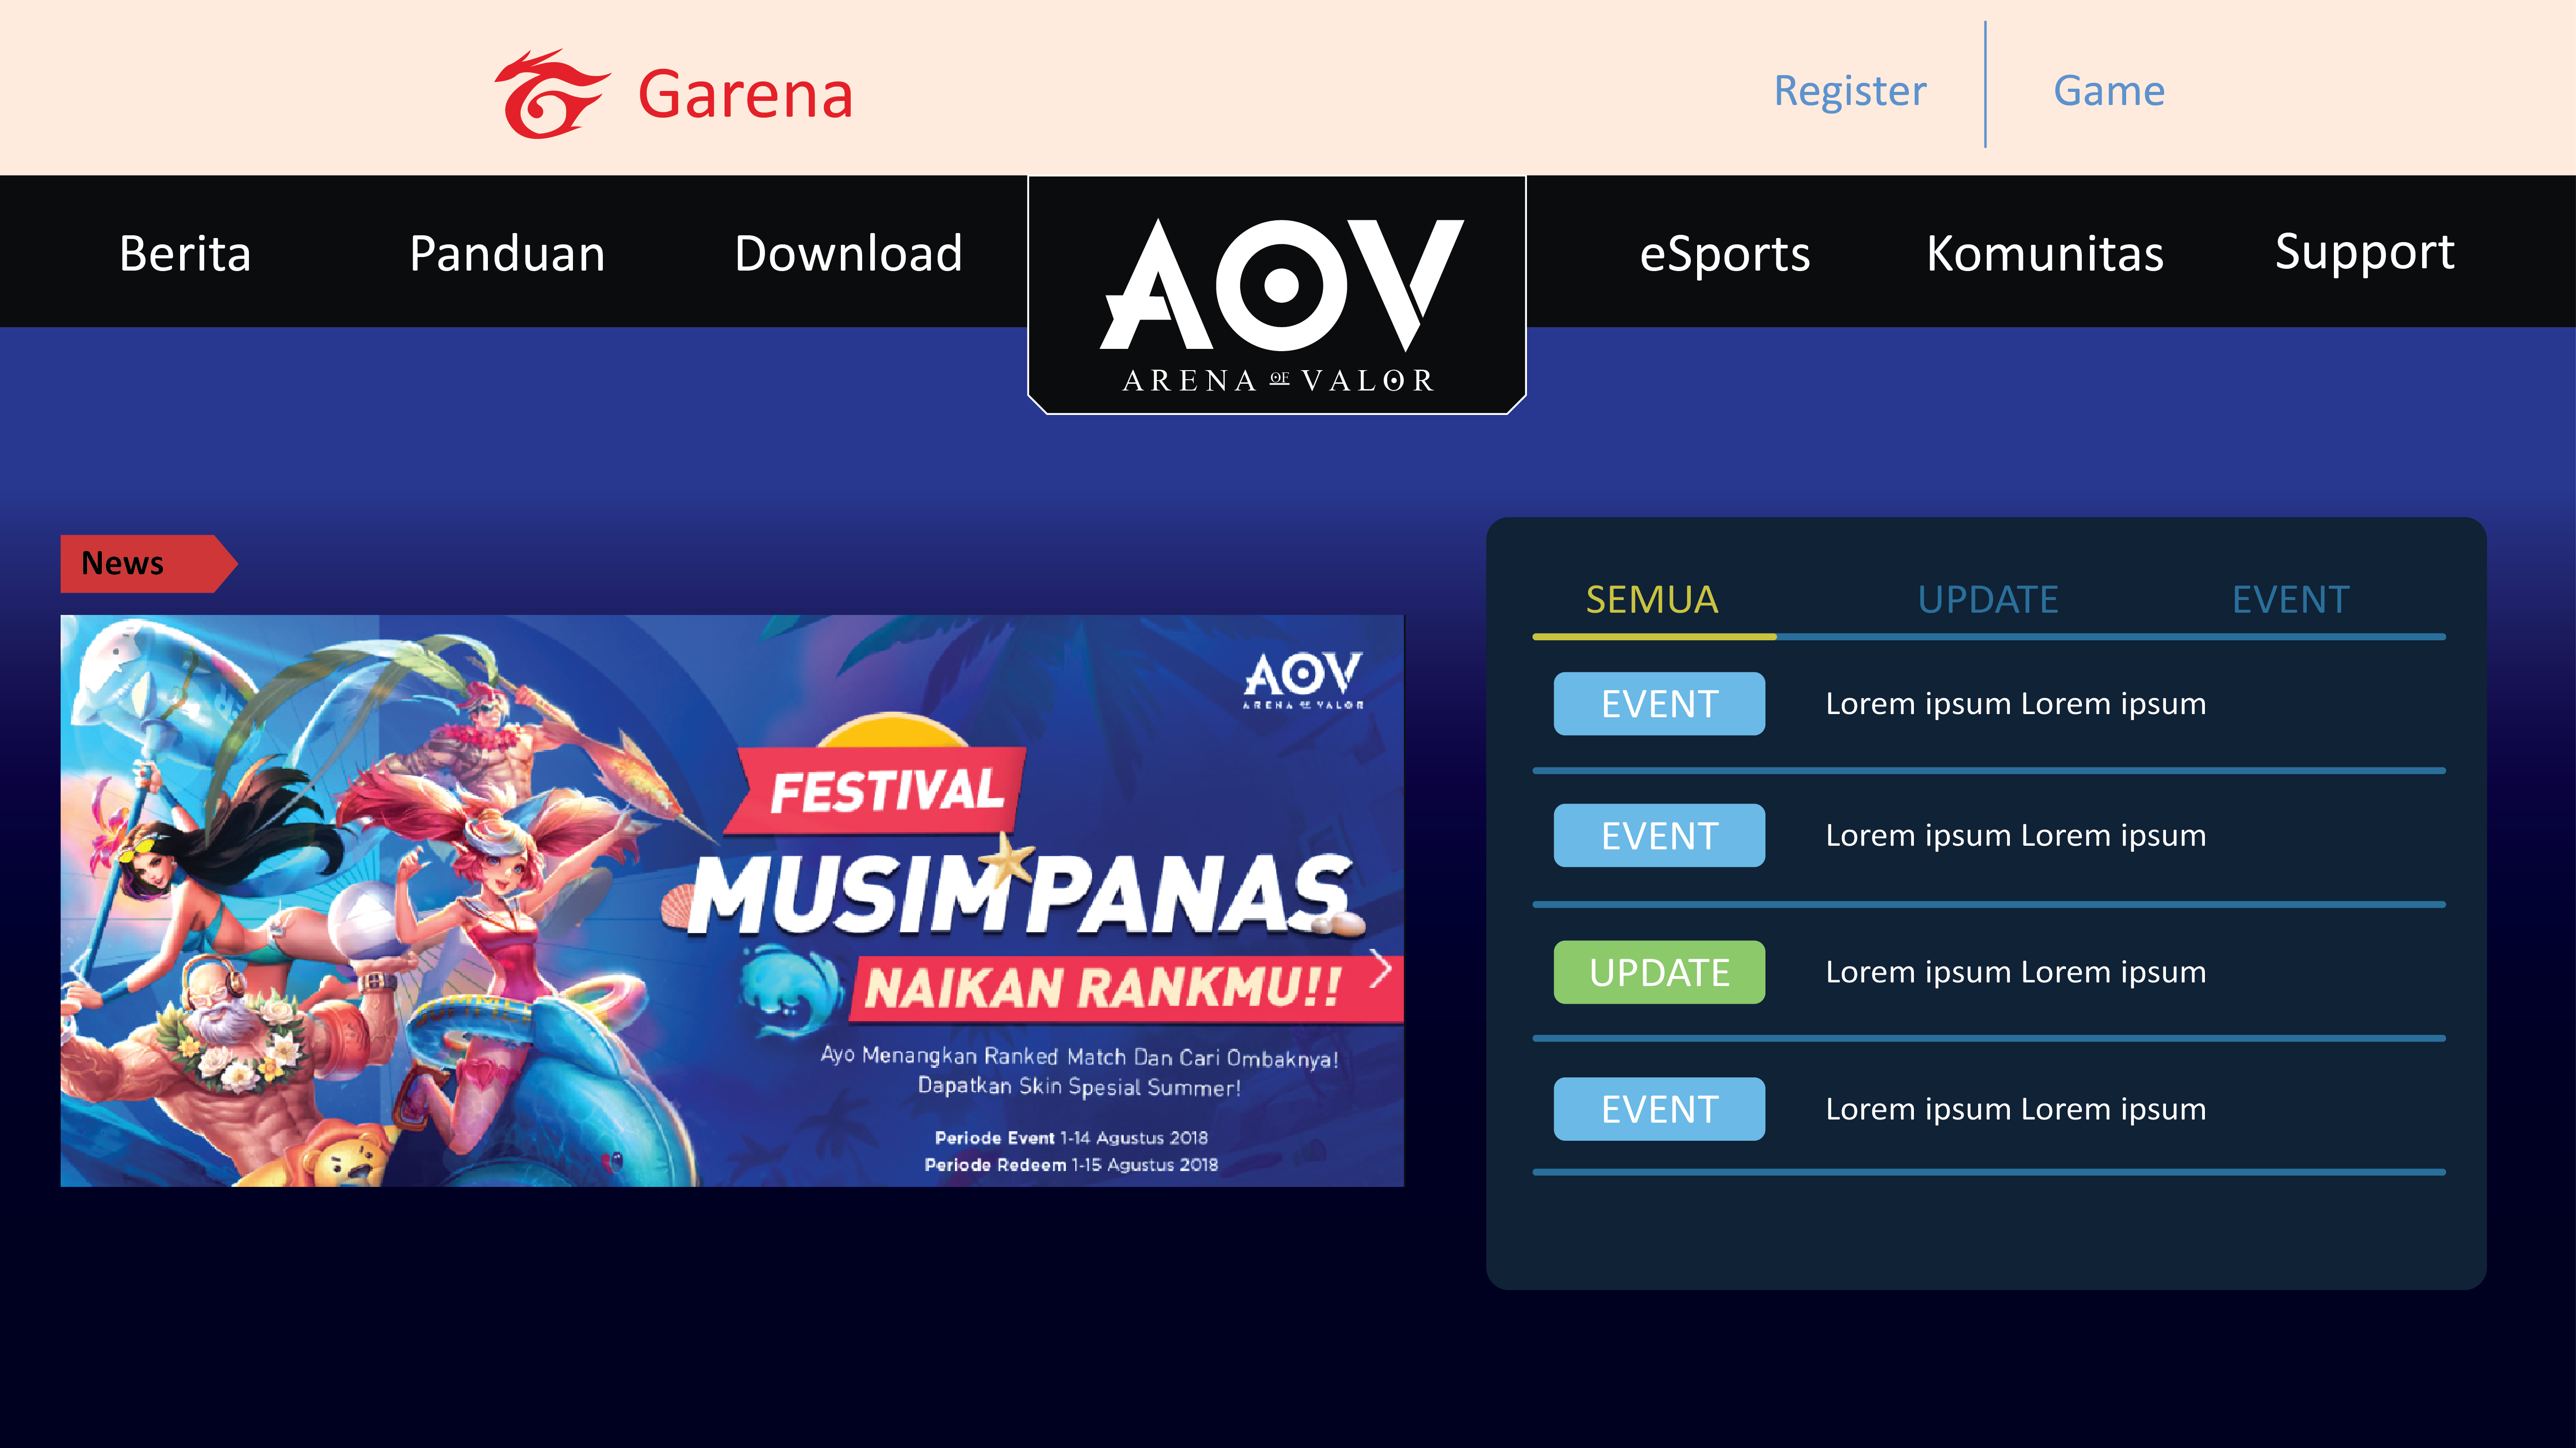 Garena
Register
Game
Berita
Panduan
Download
AOV
ARENA OF VALOR
eSports
Komunitas
Support
News
AOV
ARENA OF VALOR
FESTIVAL
MUSIM PANAS
NAIKAN RANKMU!!
Ayo Menangkan Ranked Match Dan Cari Ombaknya!
Dapatkan Skin Spesial Summer!
Periode Event 1-14 Agustus 2018
Periode Redeem 1-15 Agustus 2018
SEMUA
UPDATE
EVENT
EVENT
Lorem ipsum Lorem ipsum
EVENT
Lorem ipsum Lorem ipsum
UPDATE
Lorem ipsum Lorem ipsum
EVENT
Lorem ipsum Lorem ipsum